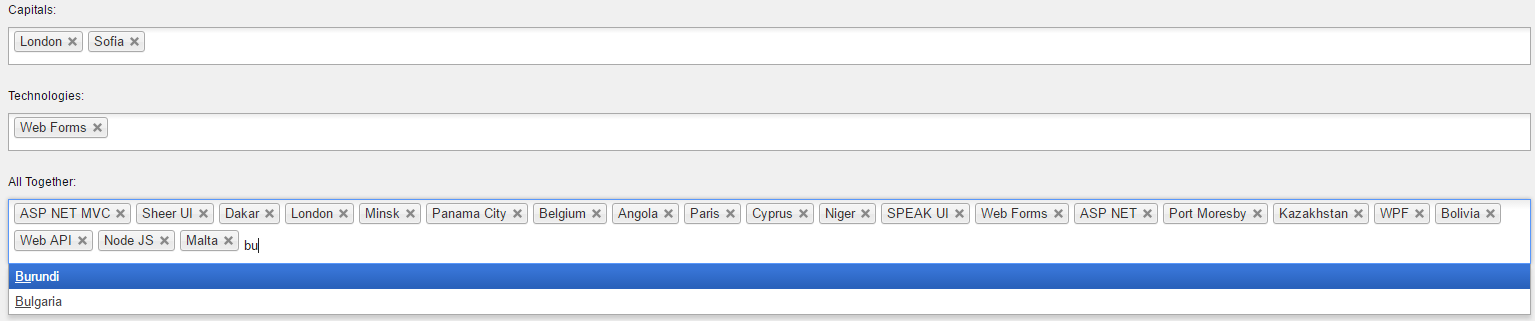 Capitals:
London Sofia
Technologies:
Web Forms
All Together:
ASP NET MVC Sheer UI Dakar London Minsk Panama City Belgium Angola Paris Cyprus Niger SPEAK UI Web Forms ASP NET Port Moresby Kazakhstan WPF Bolivia
Web API Node JS Malta bu
Burundi
Bulgaria